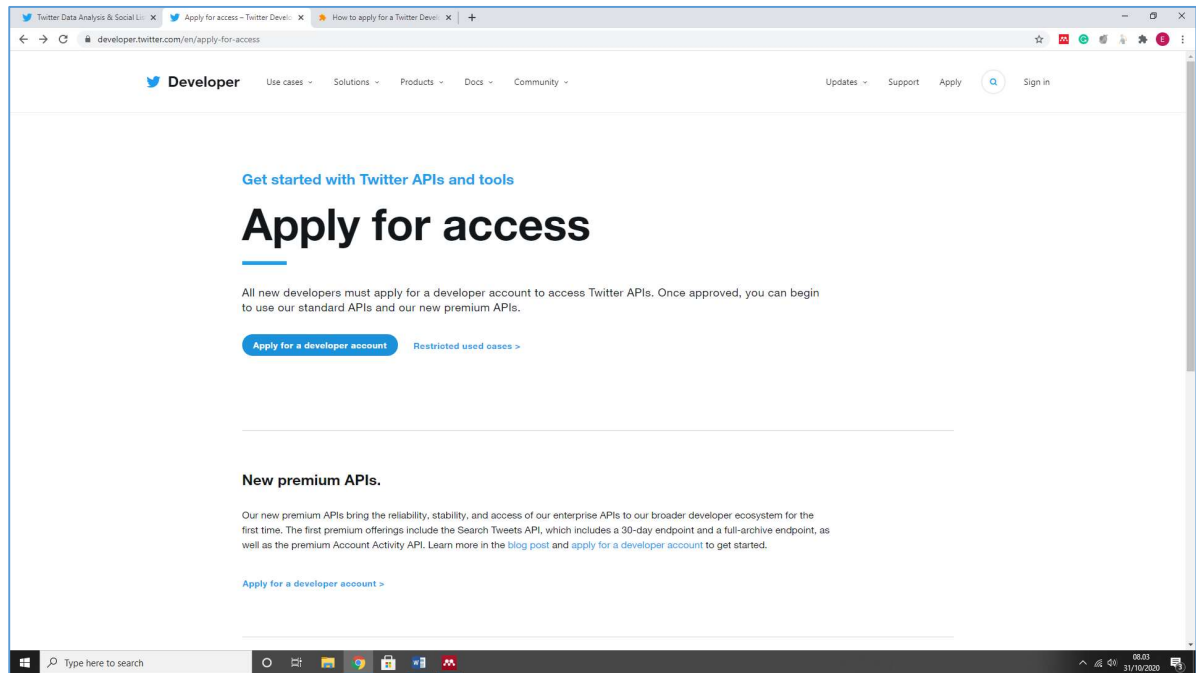 Twitter Data Analysis & Social Li
Apply for access – Twitter Develo
How to apply for a Twitter Devel
developer.twitter.com/en/apply-for-access
E
Developer Use cases Solutions Products Docs Community Updates Support Apply Sign in
Get started with Twitter APIs and tools
Apply for access
All new developers must apply for a developer account to access Twitter APIs. Once approved, you can begin
to use our standard APIs and our new premium APIs.
Apply for a developer account Restricted used cases >
New premium APIs.
Our new premium APIs bring the reliability, stability, and access of our enterprise APIs to our broader developer ecosystem for the
first time. The first premium offerings include the Search Tweets API, which includes a 30-day endpoint and a full-archive endpoint, as
well as the premium Account Activity API. Learn more in the blog post and apply for a developer account to get started.
Apply for a developer account >
Type here to search
08.03
31/10/2020
3